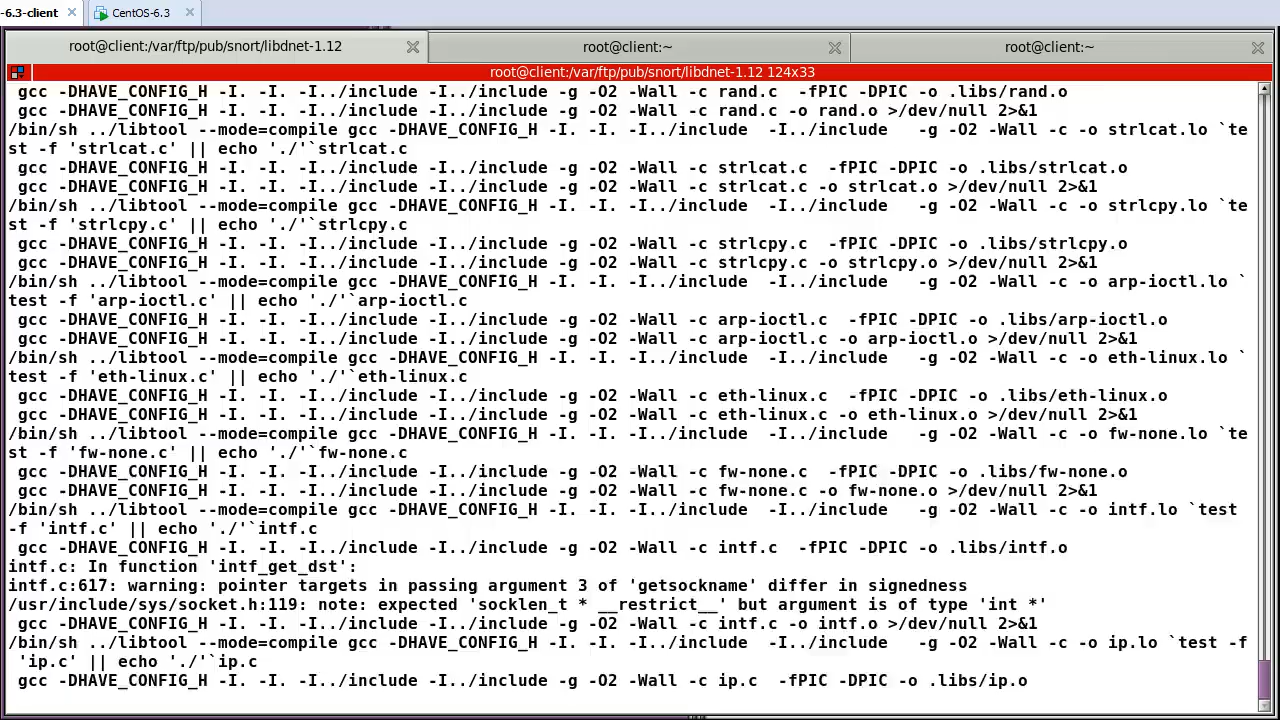 -6.3-client × CentOS-6.3 ×
root@client:/var/ftp/pub/snort/libdnet-1.12 root@client:~ root@client:~
root@client:/var/ftp/pub/snort/libdnet-1.12 124x33
gcc -DHAVE_CONFIG_H -I. -I. -I../include -I../include -g -O2 -Wall -c rand.c  -fPIC -DPIC -o .libs/rand.o
gcc -DHAVE_CONFIG_H -I. -I. -I../include -I../include -g -O2 -Wall -c rand.c -o rand.o >/dev/null 2>&1
/bin/sh ../libtool --mode=compile gcc -DHAVE_CONFIG_H -I. -I. -I../include  -I../include   -g -O2 -Wall -c -o strlcat.lo `te
st -f 'strlcat.c' || echo './'`strlcat.c
gcc -DHAVE_CONFIG_H -I. -I. -I../include -I../include -g -O2 -Wall -c strlcat.c  -fPIC -DPIC -o .libs/strlcat.o
gcc -DHAVE_CONFIG_H -I. -I. -I../include -I../include -g -O2 -Wall -c strlcat.c -o strlcat.o >/dev/null 2>&1
/bin/sh ../libtool --mode=compile gcc -DHAVE_CONFIG_H -I. -I. -I../include  -I../include   -g -O2 -Wall -c -o strlcpy.lo `te
st -f 'strlcpy.c' || echo './'`strlcpy.c
gcc -DHAVE_CONFIG_H -I. -I. -I../include -I../include -g -O2 -Wall -c strlcpy.c  -fPIC -DPIC -o .libs/strlcpy.o
gcc -DHAVE_CONFIG_H -I. -I. -I../include -I../include -g -O2 -Wall -c strlcpy.c -o strlcpy.o >/dev/null 2>&1
/bin/sh ../libtool --mode=compile gcc -DHAVE_CONFIG_H -I. -I. -I../include  -I../include   -g -O2 -Wall -c -o arp-ioctl.lo `
test -f 'arp-ioctl.c' || echo './'`arp-ioctl.c
gcc -DHAVE_CONFIG_H -I. -I. -I../include -I../include -g -O2 -Wall -c arp-ioctl.c  -fPIC -DPIC -o .libs/arp-ioctl.o
gcc -DHAVE_CONFIG_H -I. -I. -I../include -I../include -g -O2 -Wall -c arp-ioctl.c -o arp-ioctl.o >/dev/null 2>&1
/bin/sh ../libtool --mode=compile gcc -DHAVE_CONFIG_H -I. -I. -I../include  -I../include   -g -O2 -Wall -c -o eth-linux.lo `
test -f 'eth-linux.c' || echo './'`eth-linux.c
gcc -DHAVE_CONFIG_H -I. -I. -I../include -I../include -g -O2 -Wall -c eth-linux.c  -fPIC -DPIC -o .libs/eth-linux.o
gcc -DHAVE_CONFIG_H -I. -I. -I../include -I../include -g -O2 -Wall -c eth-linux.c -o eth-linux.o >/dev/null 2>&1
/bin/sh ../libtool --mode=compile gcc -DHAVE_CONFIG_H -I. -I. -I../include  -I../include   -g -O2 -Wall -c -o fw-none.lo `te
st -f 'fw-none.c' || echo './'`fw-none.c
gcc -DHAVE_CONFIG_H -I. -I. -I../include -I../include -g -O2 -Wall -c fw-none.c  -fPIC -DPIC -o .libs/fw-none.o
gcc -DHAVE_CONFIG_H -I. -I. -I../include -I../include -g -O2 -Wall -c fw-none.c -o fw-none.o >/dev/null 2>&1
/bin/sh ../libtool --mode=compile gcc -DHAVE_CONFIG_H -I. -I. -I../include  -I../include   -g -O2 -Wall -c -o intf.lo `test
-f 'intf.c' || echo './'`intf.c
gcc -DHAVE_CONFIG_H -I. -I. -I../include -I../include -g -O2 -Wall -c intf.c  -fPIC -DPIC -o .libs/intf.o
intf.c: In function 'intf_get_dst':
intf.c:617: warning: pointer targets in passing argument 3 of 'getsockname' differ in signedness
/usr/include/sys/socket.h:119: note: expected 'socklen_t * __restrict__' but argument is of type 'int *'
gcc -DHAVE_CONFIG_H -I. -I. -I../include -I../include -g -O2 -Wall -c intf.c -o intf.o >/dev/null 2>&1
/bin/sh ../libtool --mode=compile gcc -DHAVE_CONFIG_H -I. -I. -I../include  -I../include   -g -O2 -Wall -c -o ip.lo `test -f
'ip.c' || echo './'`ip.c
gcc -DHAVE_CONFIG_H -I. -I. -I../include -I../include -g -O2 -Wall -c ip.c  -fPIC -DPIC -o .libs/ip.o